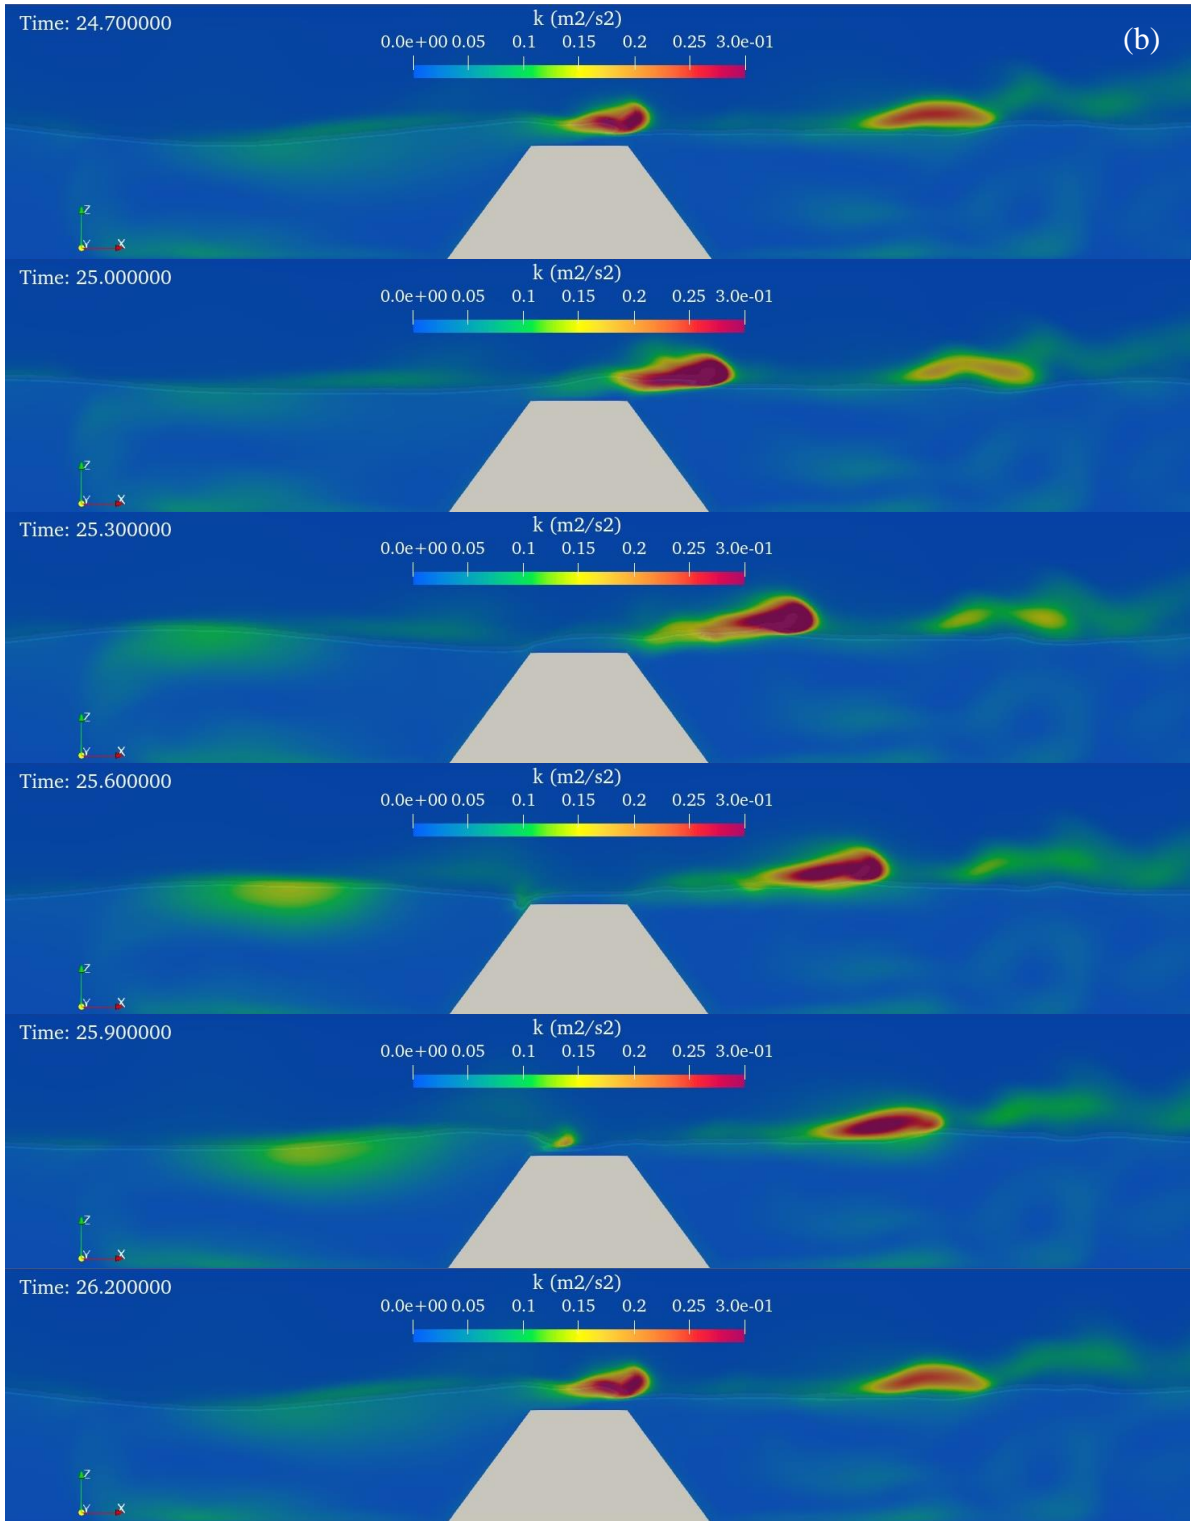 Time: 24.700000
k (m2/s2)
(b)
0.0e+00 0.05 0.1 0.15 0.2 0.25 3.0e-01
Z
Y X
Time: 25.000000
k (m2/s2)
0.0e+00 0.05 0.1 0.15 0.2 0.25 3.0e-01
Z
Y X
Time: 25.300000
k (m2/s2)
0.0e+00 0.05 0.1 0.15 0.2 0.25 3.0e-01
Z
Y X
Time: 25.600000
k (m2/s2)
0.0e+00 0.05 0.1 0.15 0.2 0.25 3.0e-01
Z
Y X
Time: 25.900000
k (m2/s2)
0.0e+00 0.05 0.1 0.15 0.2 0.25 3.0e-01
Z
Y X
Time: 26.200000
k (m2/s2)
0.0e+00 0.05 0.1 0.15 0.2 0.25 3.0e-01
Z
Y X